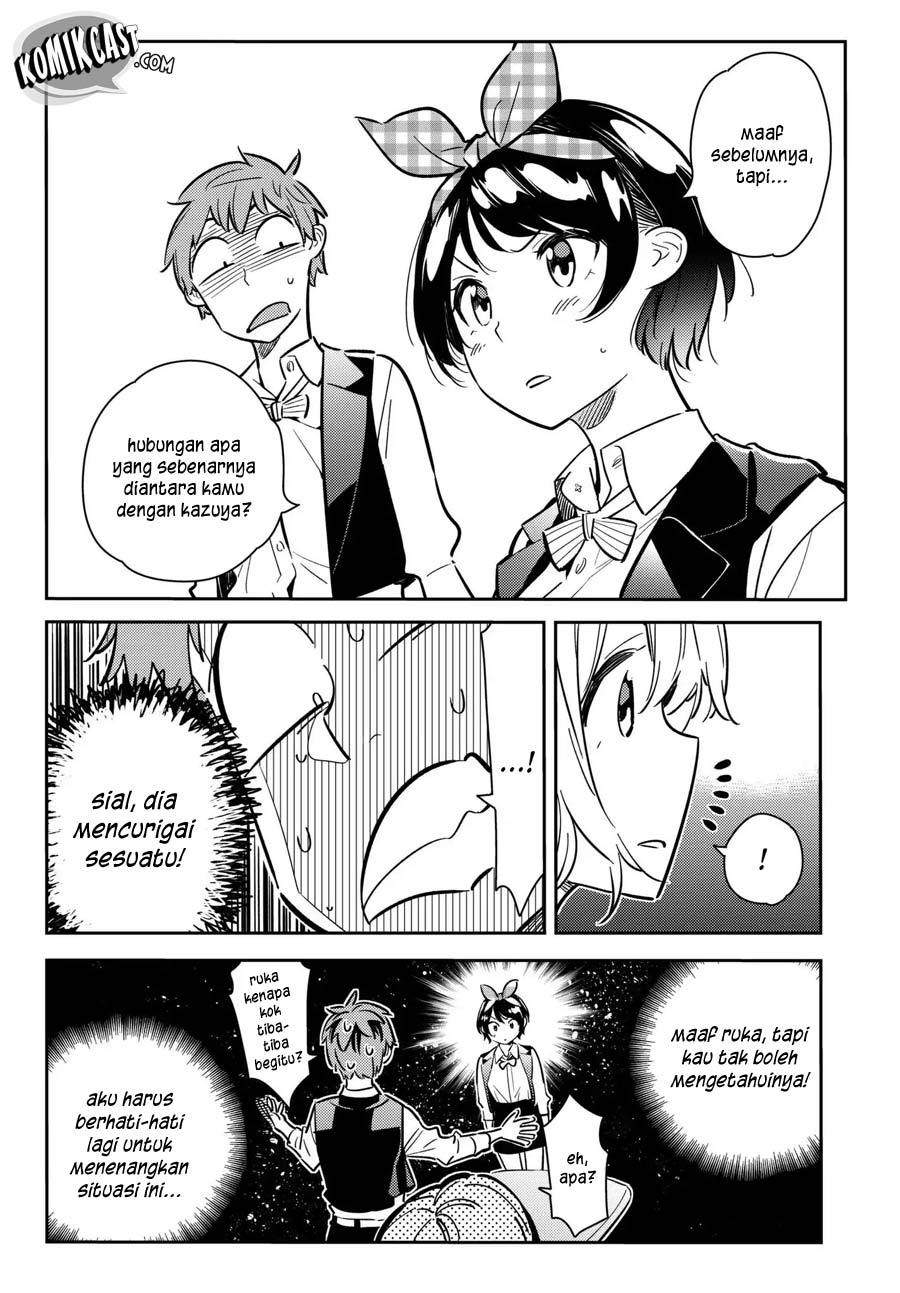 KOMIKCAST
.COM
Maaf
sebelumnya,
tapi...
hubungan apa
yang sebenarnya
diantara kamu
dengan kazuya?
!
...!
sial, dia
mencurigai
sesuatu!
Maaf ruka, tapi
kau tak boleh
mengetahuinya!
ruka
kenapa
kok
tiba-
tiba
begitu?
eh,
apa?
aku harus
berhati-hati
lagi untuk
menenangkan
situasi ini...